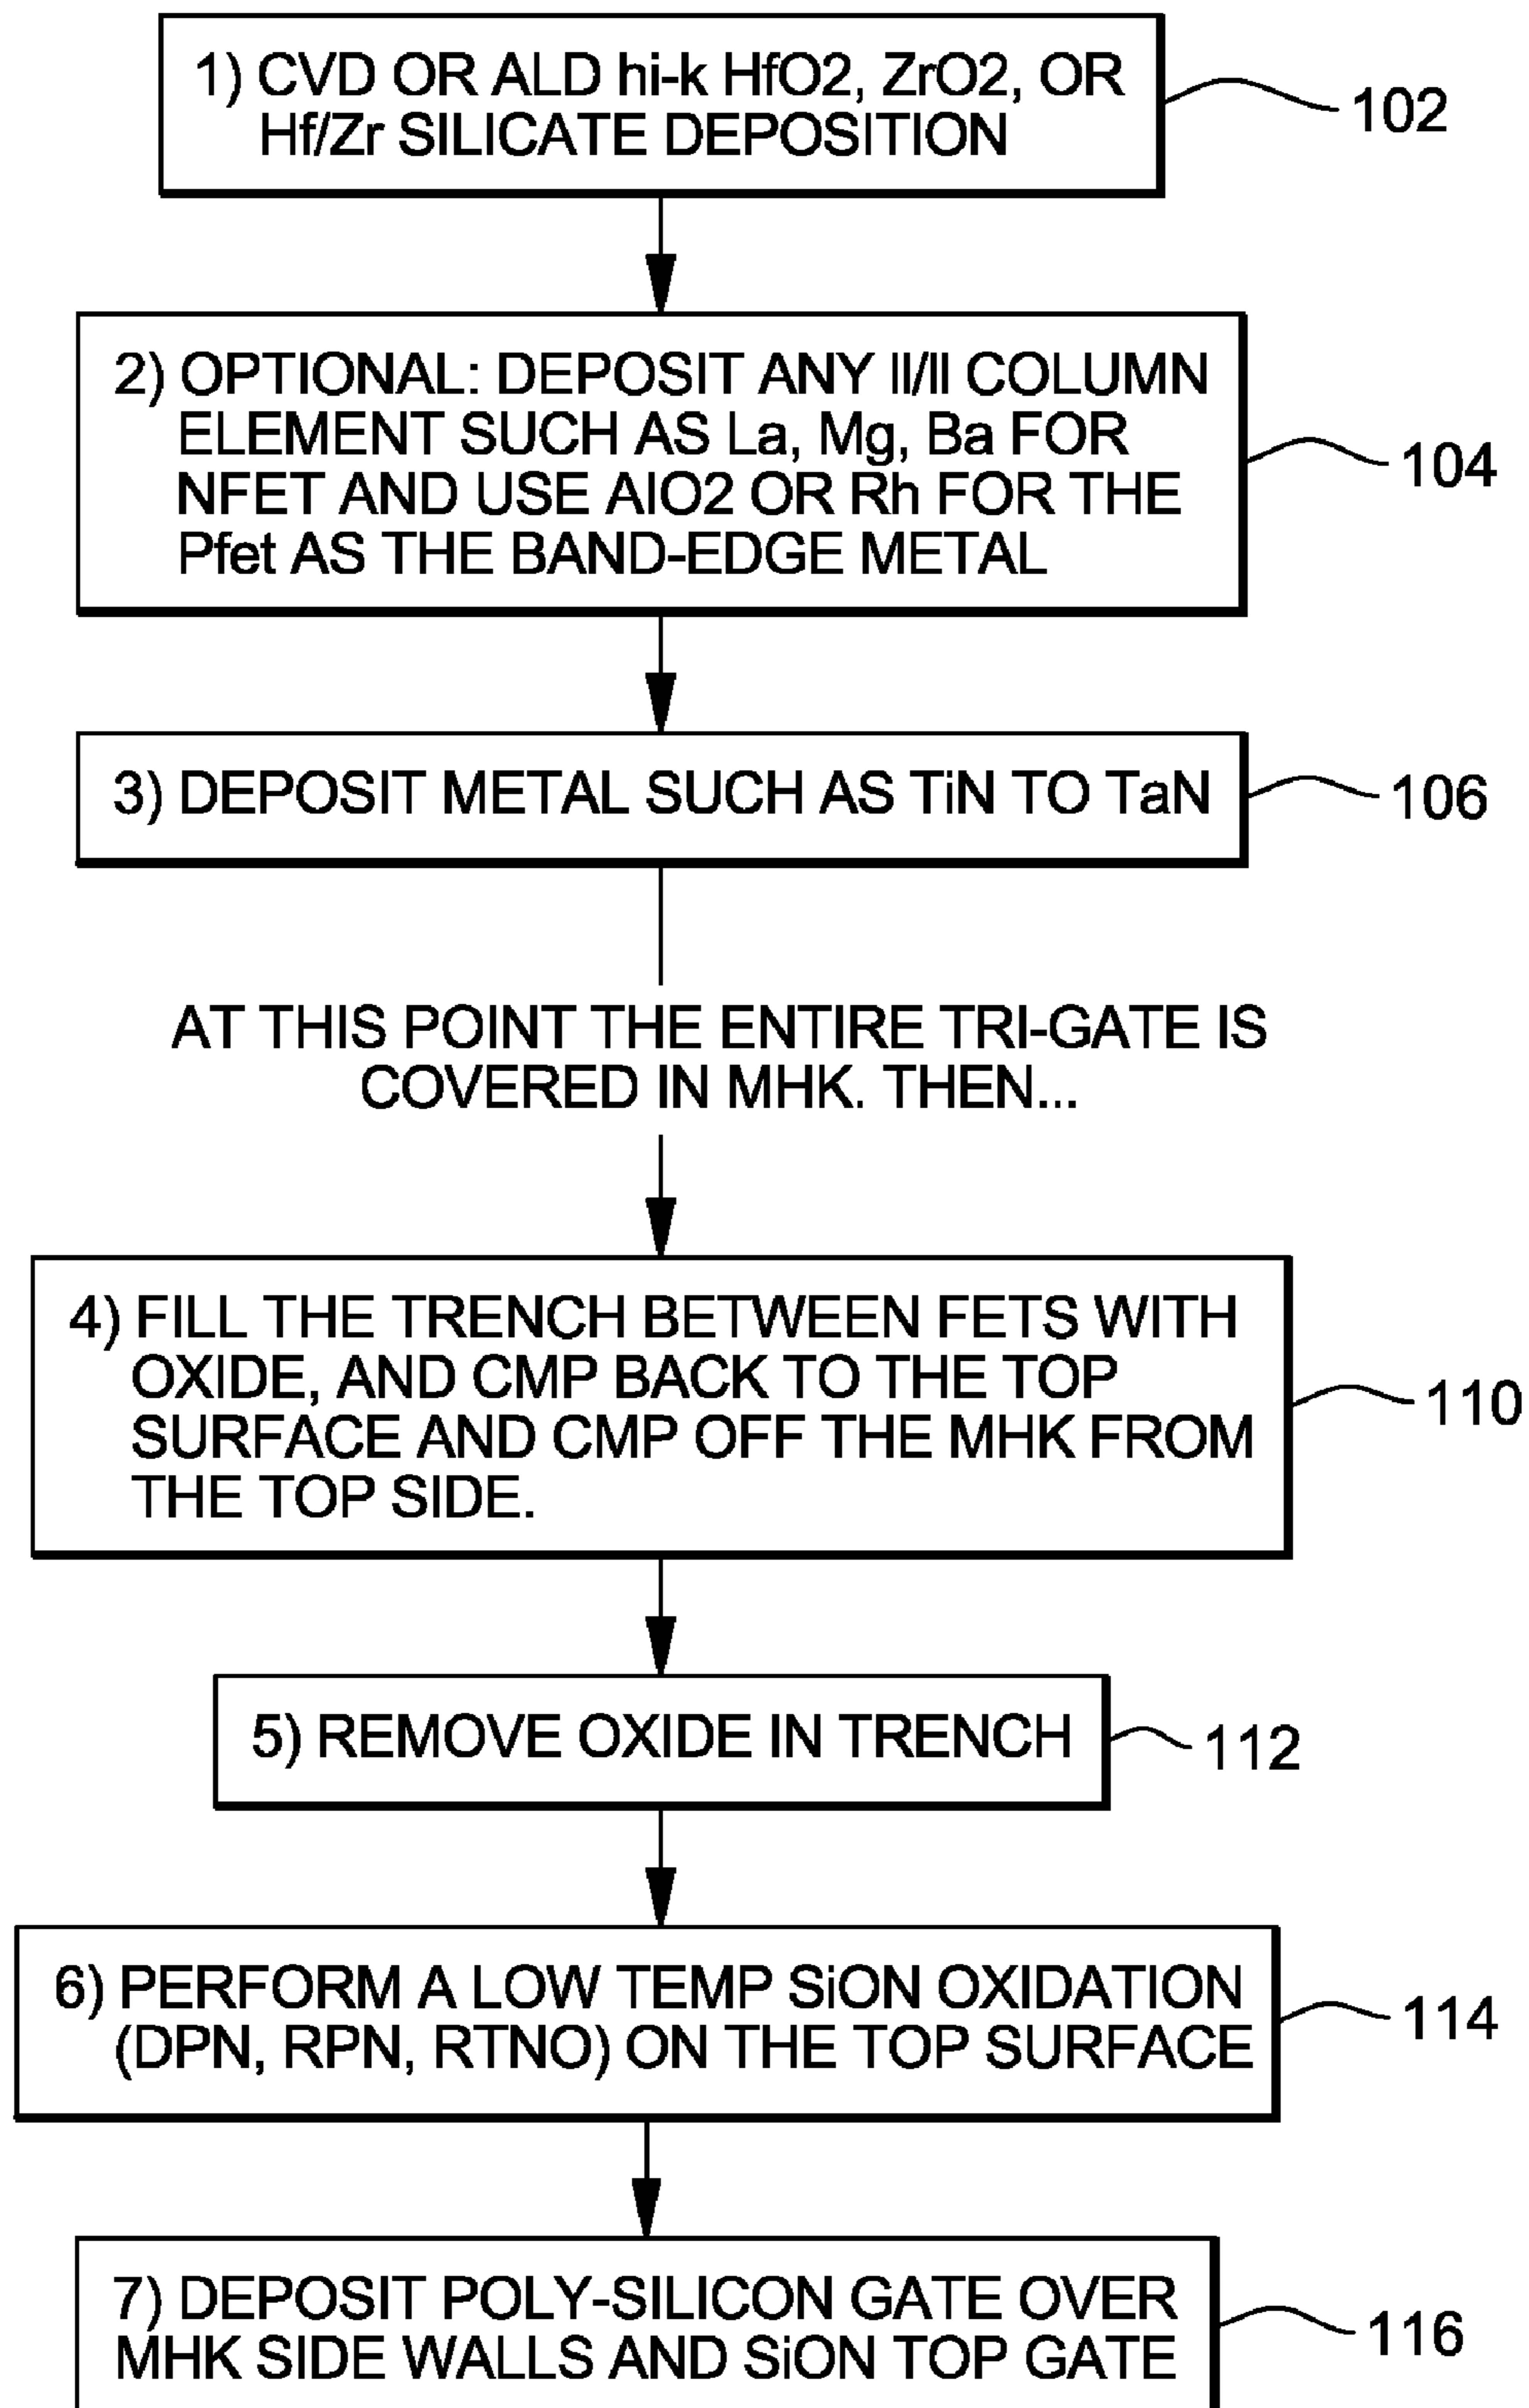 1) CVD OR ALD hi-k HfO2, ZrO2, OR
Hf/Zr SILICATE DEPOSITION
102
2) OPTIONAL: DEPOSIT ANY II/II COLUMN
ELEMENT SUCH AS La, Mg, Ba FOR
NFET AND USE AlO2 OR Rh FOR THE
Pfet AS THE BAND-EDGE METAL
104
3) DEPOSIT METAL SUCH AS TiN TO TaN
106
AT THIS POINT THE ENTIRE TRI-GATE IS
COVERED IN MHK. THEN...
4) FILL THE TRENCH BETWEEN FETS WITH
OXIDE, AND CMP BACK TO THE TOP
SURFACE AND CMP OFF THE MHK FROM
THE TOP SIDE.
110
5) REMOVE OXIDE IN TRENCH
112
6) PERFORM A LOW TEMP SiON OXIDATION
(DPN, RPN, RTNO) ON THE TOP SURFACE
114
7) DEPOSIT POLY-SILICON GATE OVER
MHK SIDE WALLS AND SiON TOP GATE
116